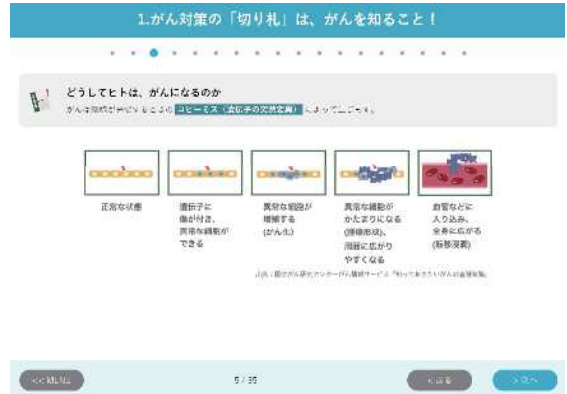 1.がん対策の「切り札」は、がんを知ること！
どうしてヒトは、がんになるのか
コピーミス（遺伝子の突然変異）
正常な状態
遺伝子に
傷が付き、
異常な細胞が
できる
異常な細胞が
増殖する
(がん化)
異常な細胞が
かたまりになる
(腫瘍形成)、
周囲に広がり
やすくなる
血管などに
入り込み、
全身に広がる
(転移浸潤)
<< MENU
5 / 35
< 戻る
> 次へ